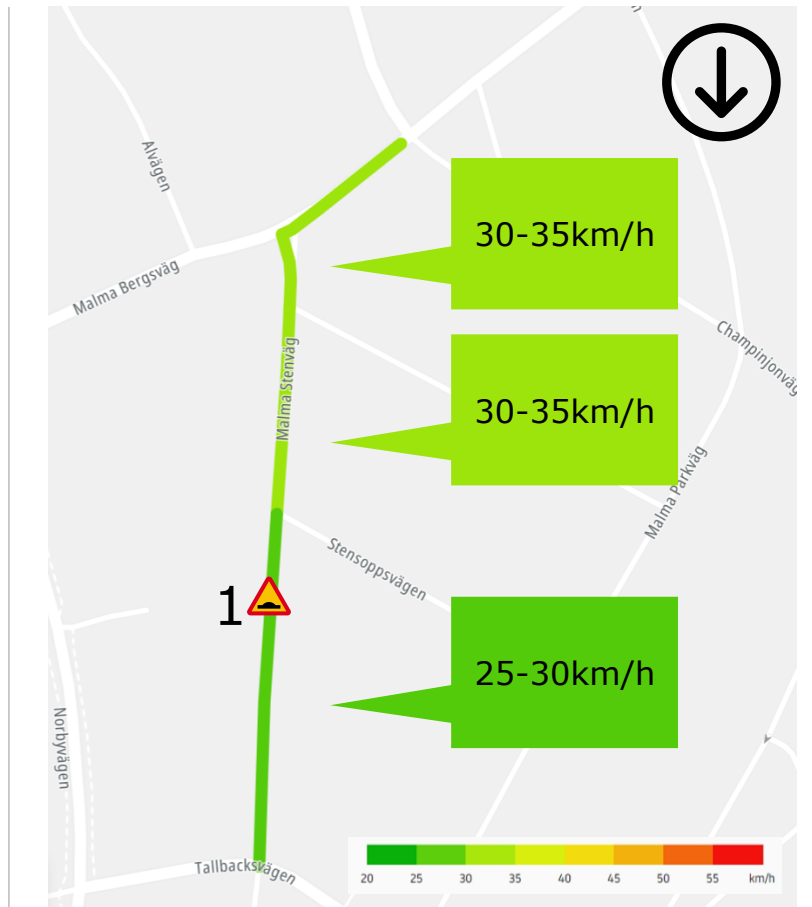 Alvägen
30-35km/h
Malma Bergsväg
Champinjonväg
Malma Stenväg
30-35km/h
Malma Parkväg
Stensoppsvägen
1
25-30km/h
Norbyvägen
Tallbacksvägen
20 25 30 35 40 45 50 55 km/h